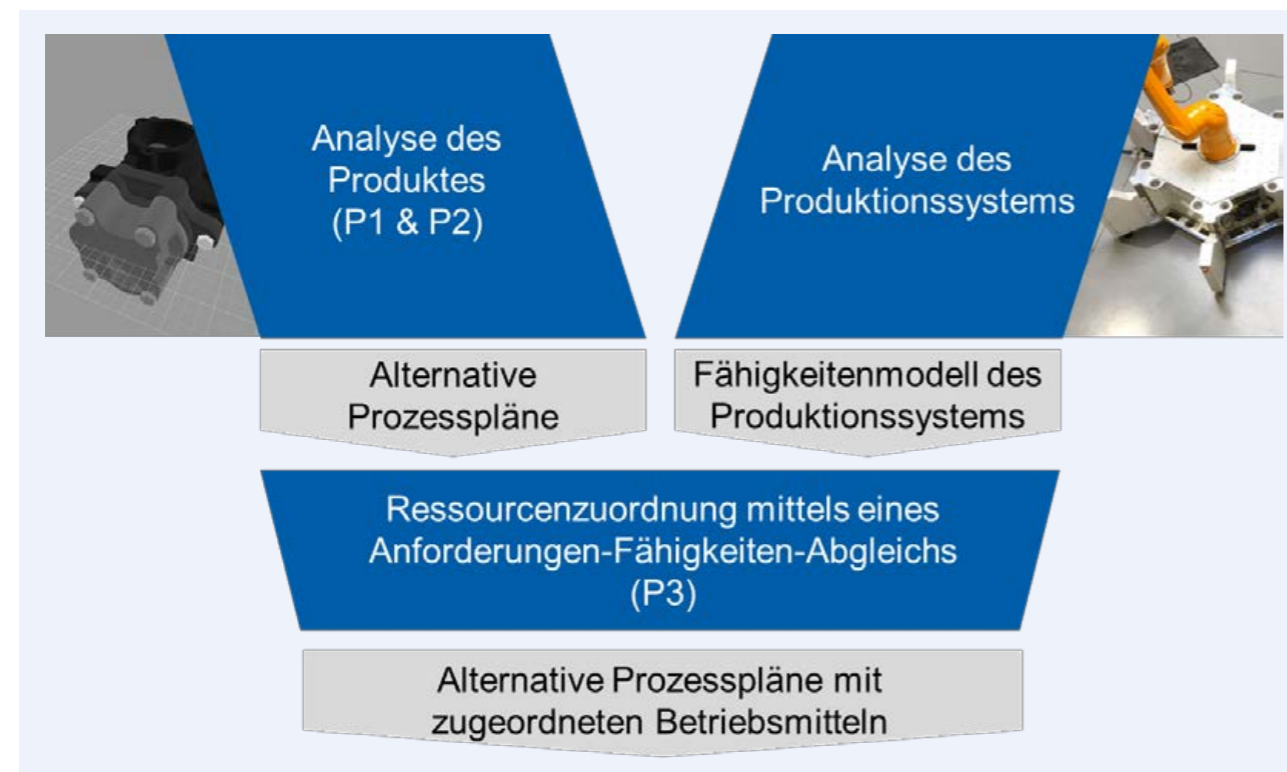 Analyse des
Produktes
(P1 & P2)
Analyse des
Produktionssystems
Alternative
Prozesspläne
Fähigkeitenmodell des
Produktionssystems
Ressourcenzuordnung mittels eines
Anforderungen-Fähigkeiten-Abgleichs
(P3)
Alternative Prozesspläne mit
zugeordneten Betriebsmitteln